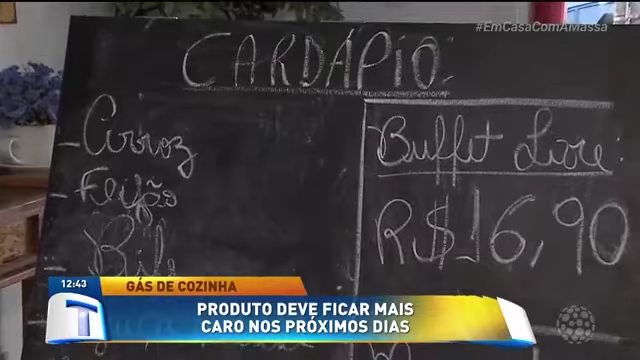 #EmCasaComAMassa
CARDÁPIO:
- Arroz
- Feijão
Buffet Livre:
R$16,90
12:43
GÁS DE COZINHA
T
PRODUTO DEVE FICAR MAIS
CARO NOS PRÓXIMOS DIAS